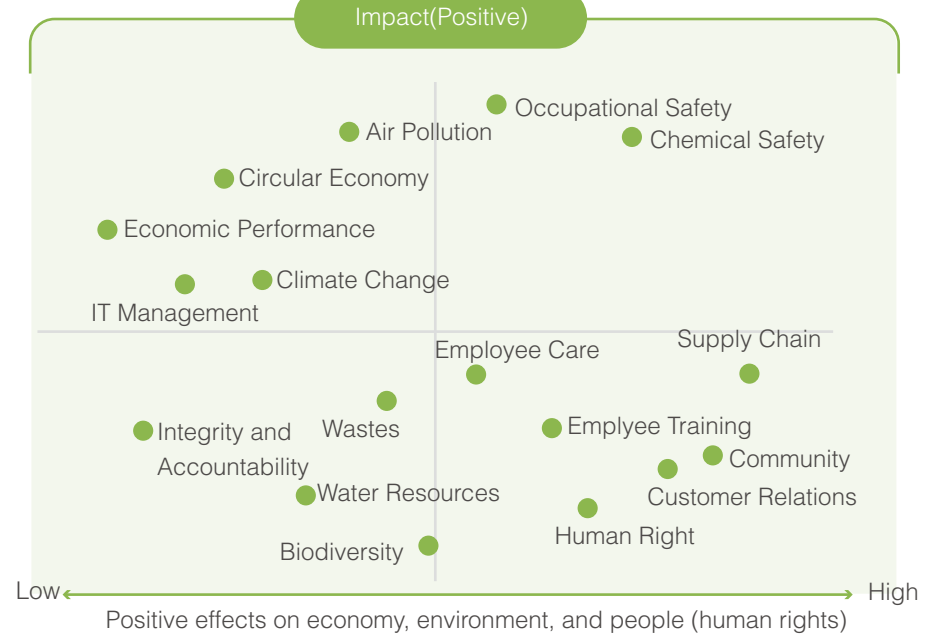 Impact(Positive)
Occupational Safety
Air Pollution
Chemical Safety
Circular Economy
Economic Performance
Climate Change
IT Management
Supply Chain
Employee Care
Emplyee Training
Wastes
Integrity and
Accountability
Community
Water Resources
Customer Relations
Human Right
Biodiversity
Low
High
Positive effects on economy, environment, and people (human rights)